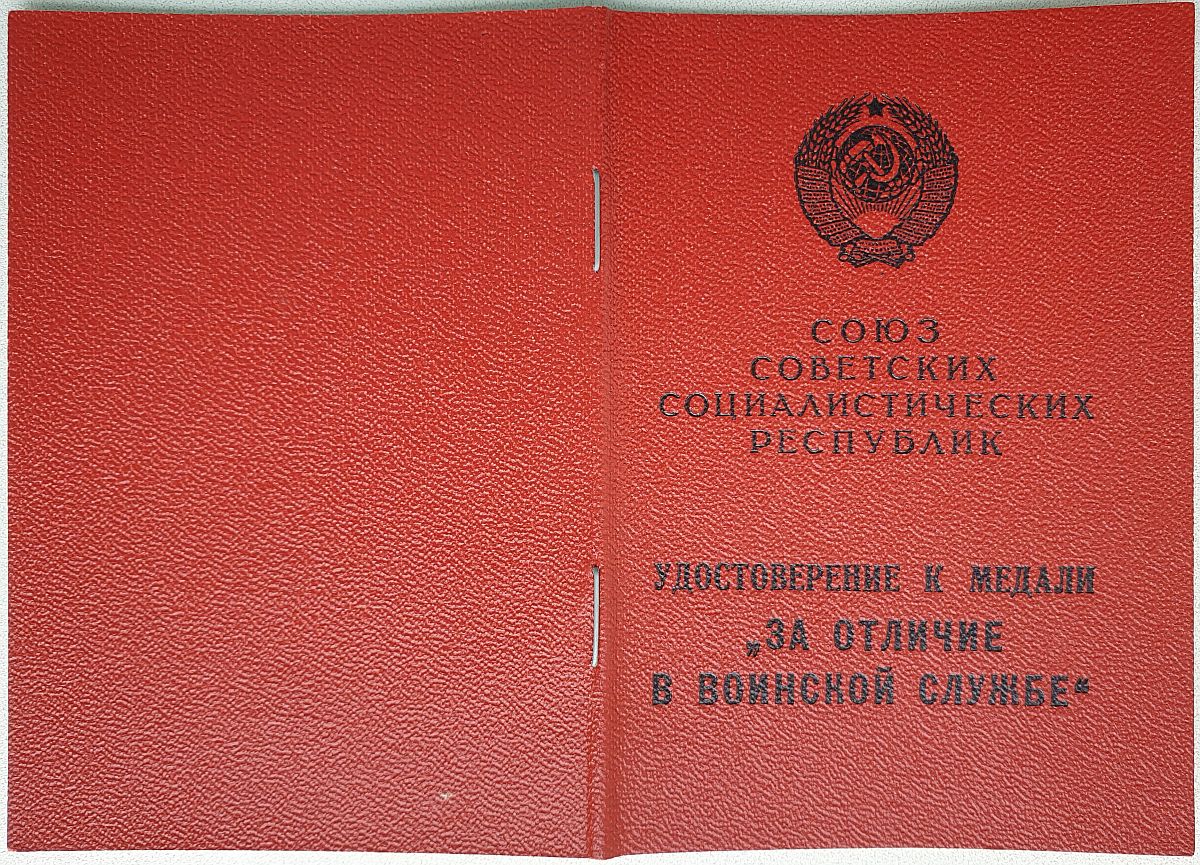 СОЮЗ
СОВЕТСКИХ
СОЦИАЛИСТИЧЕСКИХ
РЕСПУБЛИК
УДОСТОВЕРЕНИЕ К МЕДАЛИ
„ЗА ОТЛИЧИЕ
В ВОИНСКОЙ СЛУЖБЕ“